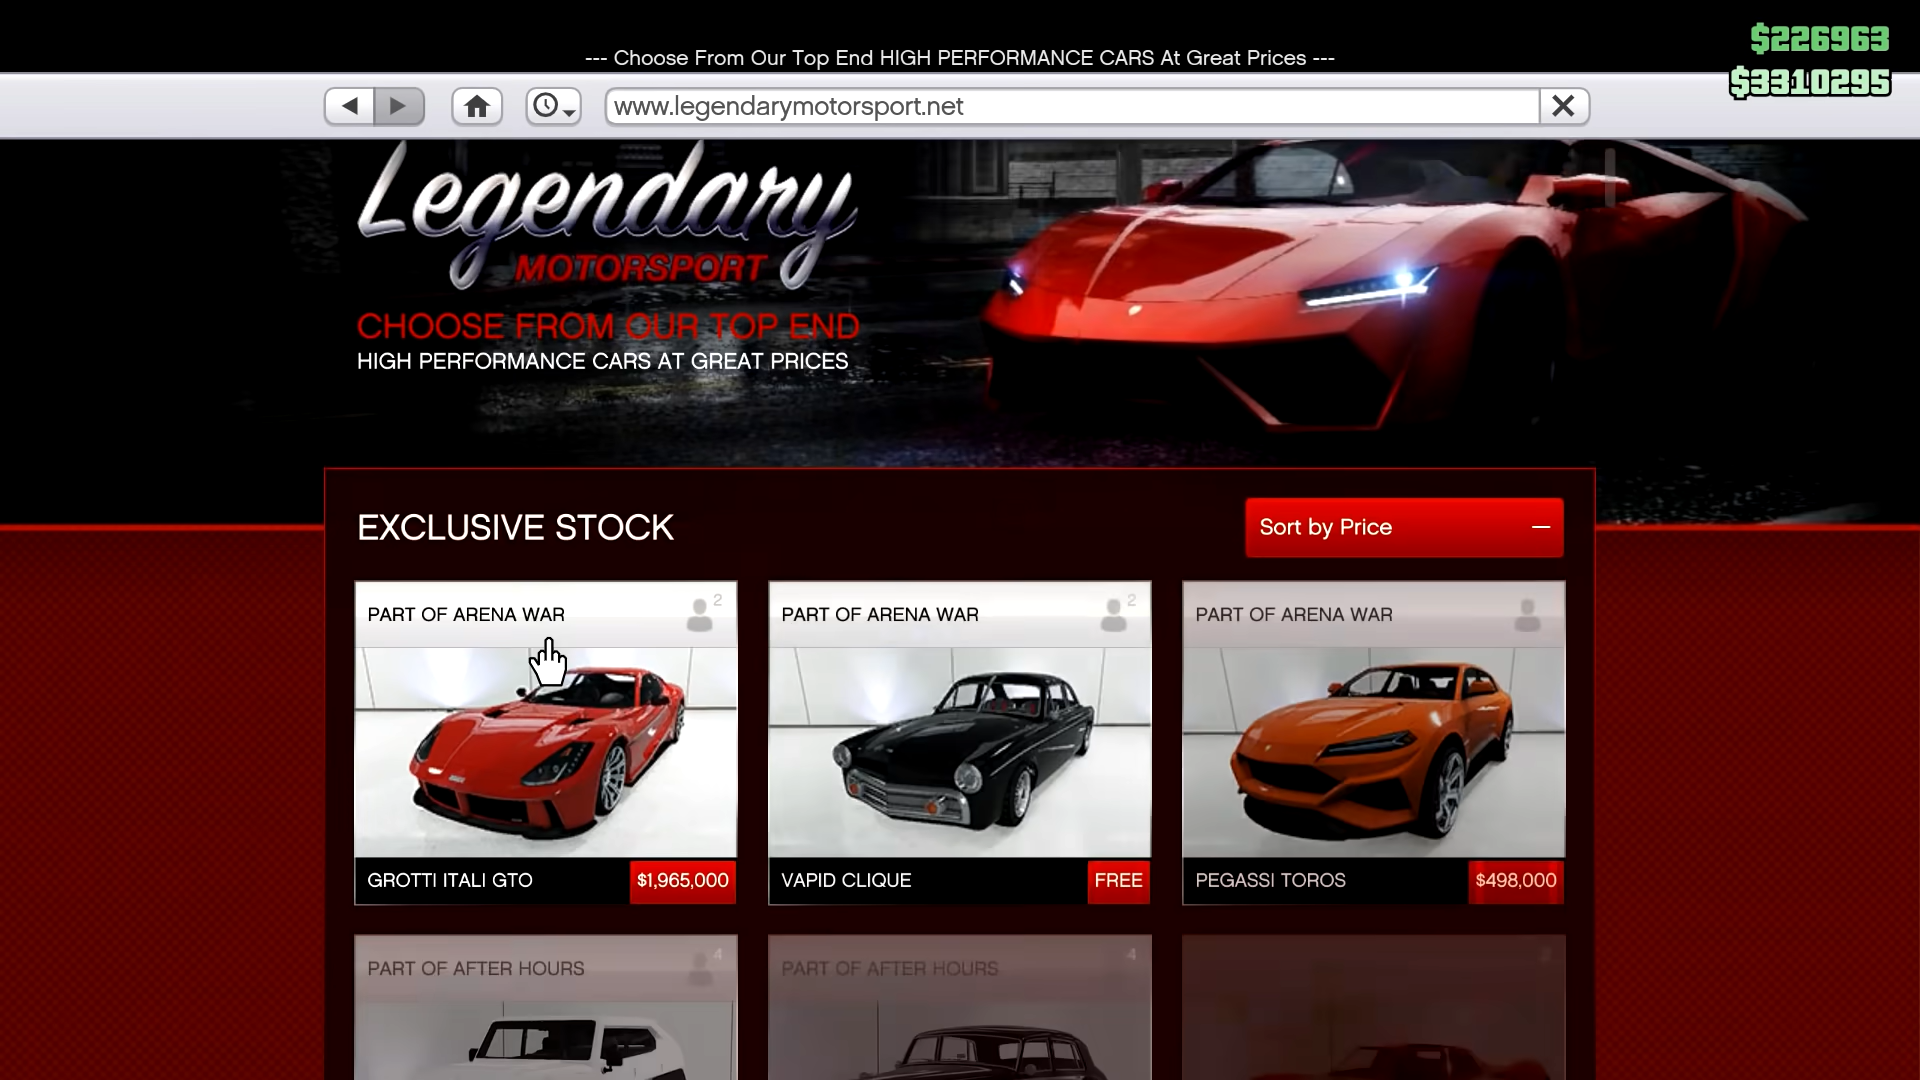 $226963
--- Choose From Our Top End HIGH PERFORMANCE CARS At Great Prices ---
$3310295
www.legendarymotorsport.net
Legendary
MOTORSPORT
CHOOSE FROM OUR TOP END
HIGH PERFORMANCE CARS AT GREAT PRICES
EXCLUSIVE STOCK
Sort by Price
PART OF ARENA WAR
2
PART OF ARENA WAR
2
PART OF ARENA WAR
GROTTI ITALI GTO
$1,965,000
VAPID CLIQUE
FREE
PEGASSI TOROS
$498,000
PART OF AFTER HOURS
4
PART OF AFTER HOURS
4